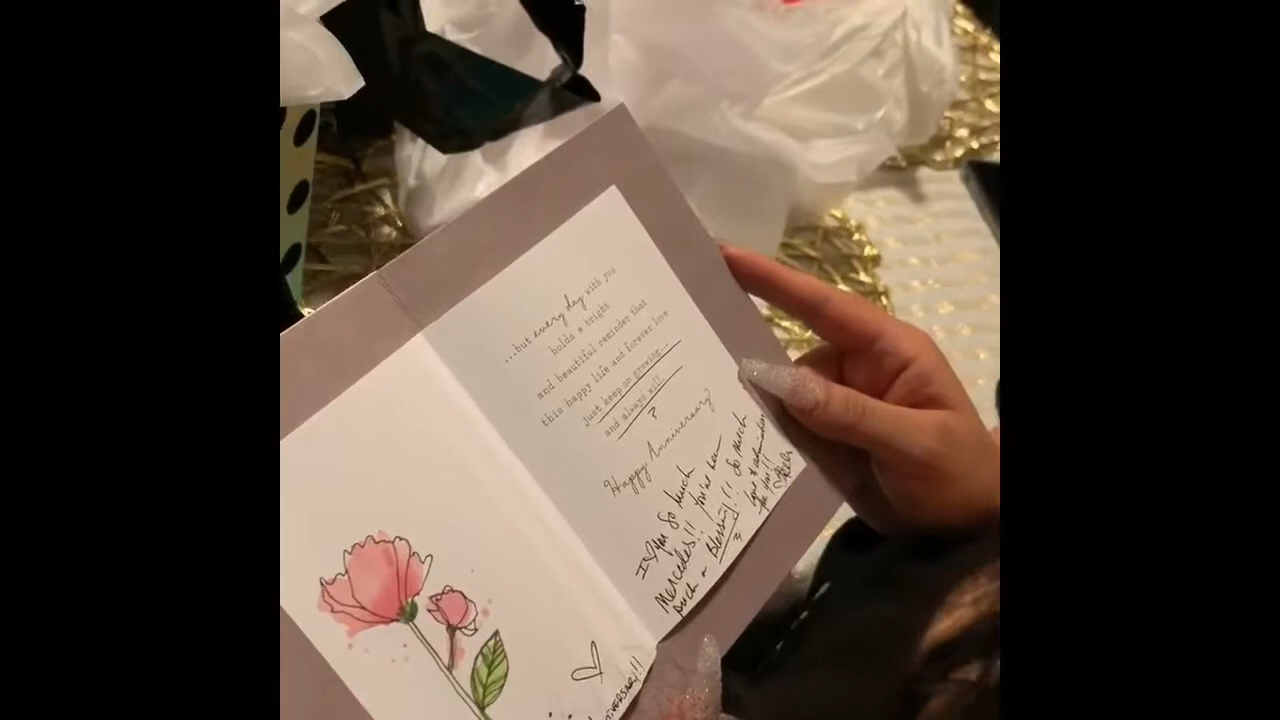 ...but every day with you
holds a bright
and beautiful reminder that
this happy life and forever love
just keep on growing...
and always will.
Happy Anniversary
I ♡ You So Much
Mercedes!! You've been
such a Blessing!! So Much
love &
for you!!